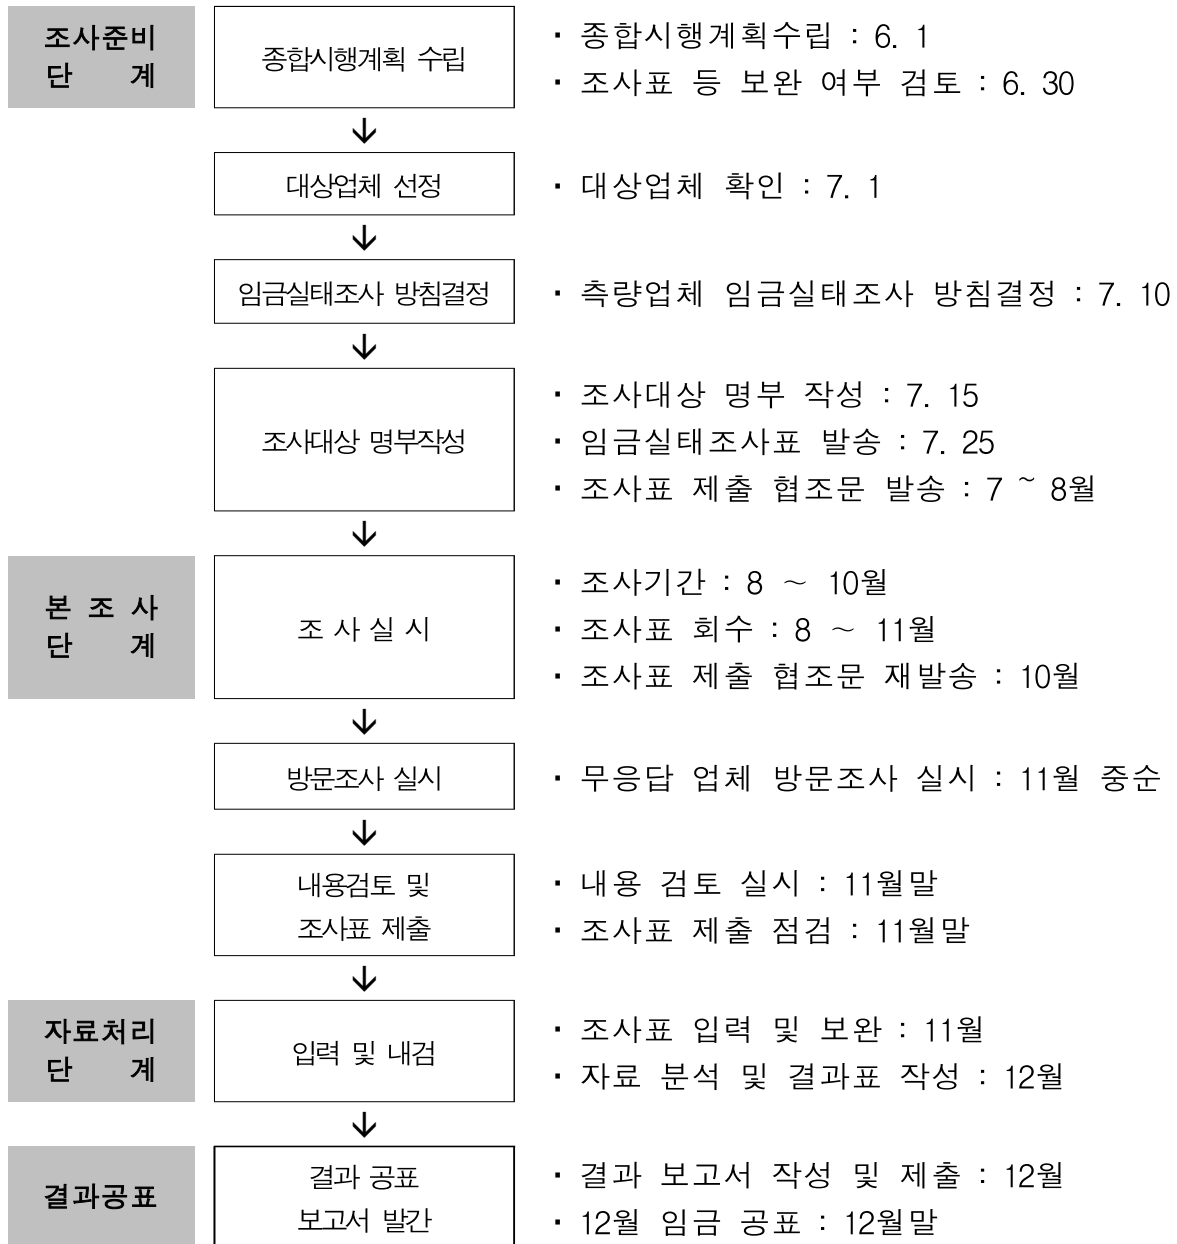 조사준비
단 계
종합시행계획 수립
· 종합시행계획수립 : 6. 1
· 조사표 등 보완 여부 검토 : 6. 30
↓
대상업체 선정
· 대상업체 확인 : 7. 1
↓
임금실태조사 방침결정
· 측량업체 임금실태조사 방침결정 : 7. 10
↓
조사대상 명부작성
· 조사대상 명부 작성 : 7. 15
· 임금실태조사표 발송 : 7. 25
· 조사표 제출 협조문 발송 : 7 ~ 8월
↓
본 조 사
단 계
조 사 실 시
· 조사기간 : 8 ~ 10월
· 조사표 회수 : 8 ~ 11월
· 조사표 제출 협조문 재발송 : 10월
↓
방문조사 실시
· 무응답 업체 방문조사 실시 : 11월 중순
↓
내용검토 및
조사표 제출
· 내용 검토 실시 : 11월말
· 조사표 제출 점검 : 11월말
↓
자료처리
단 계
입력 및 내검
· 조사표 입력 및 보완 : 11월
· 자료 분석 및 결과표 작성 : 12월
↓
결과공표
결과 공표
보고서 발간
· 결과 보고서 작성 및 제출 : 12월
· 12월 임금 공표 : 12월말